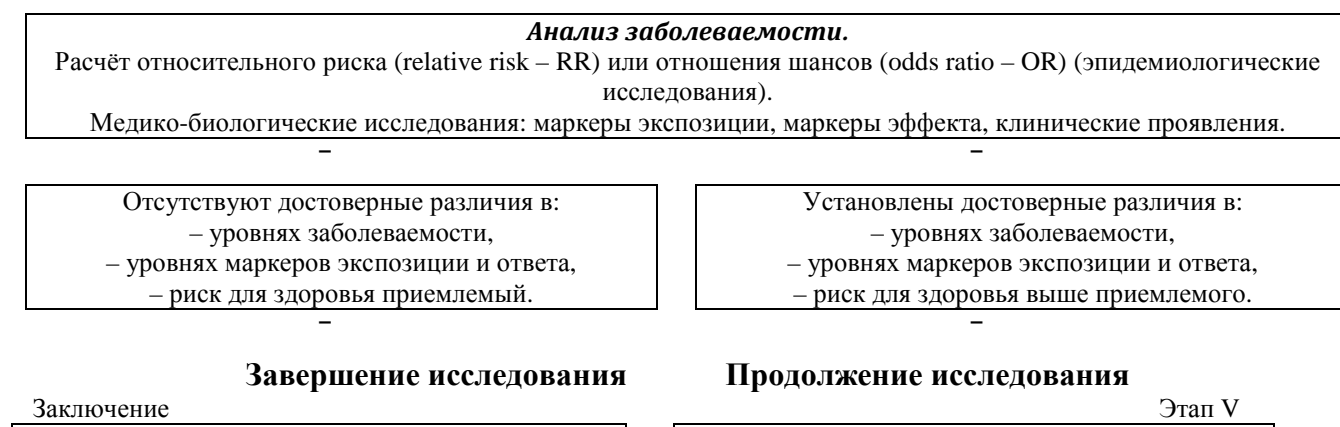 Анализ заболеваемости.
Расчёт относительного риска (relative risk – RR) или отношения шансов (odds ratio – OR) (эпидемиологические
исследования).
Медико-биологические исследования: маркеры экспозиции, маркеры эффекта, клинические проявления.
– –
Отсутствуют достоверные различия в:
– уровнях заболеваемости,
– уровнях маркеров экспозиции и ответа,
– риск для здоровья приемлемый.
–
Установлены достоверные различия в:
– уровнях заболеваемости,
– уровнях маркеров экспозиции и ответа,
– риск для здоровья выше приемлемого.
–
Завершение исследования
Продолжение исследования
Заключение
Этап V